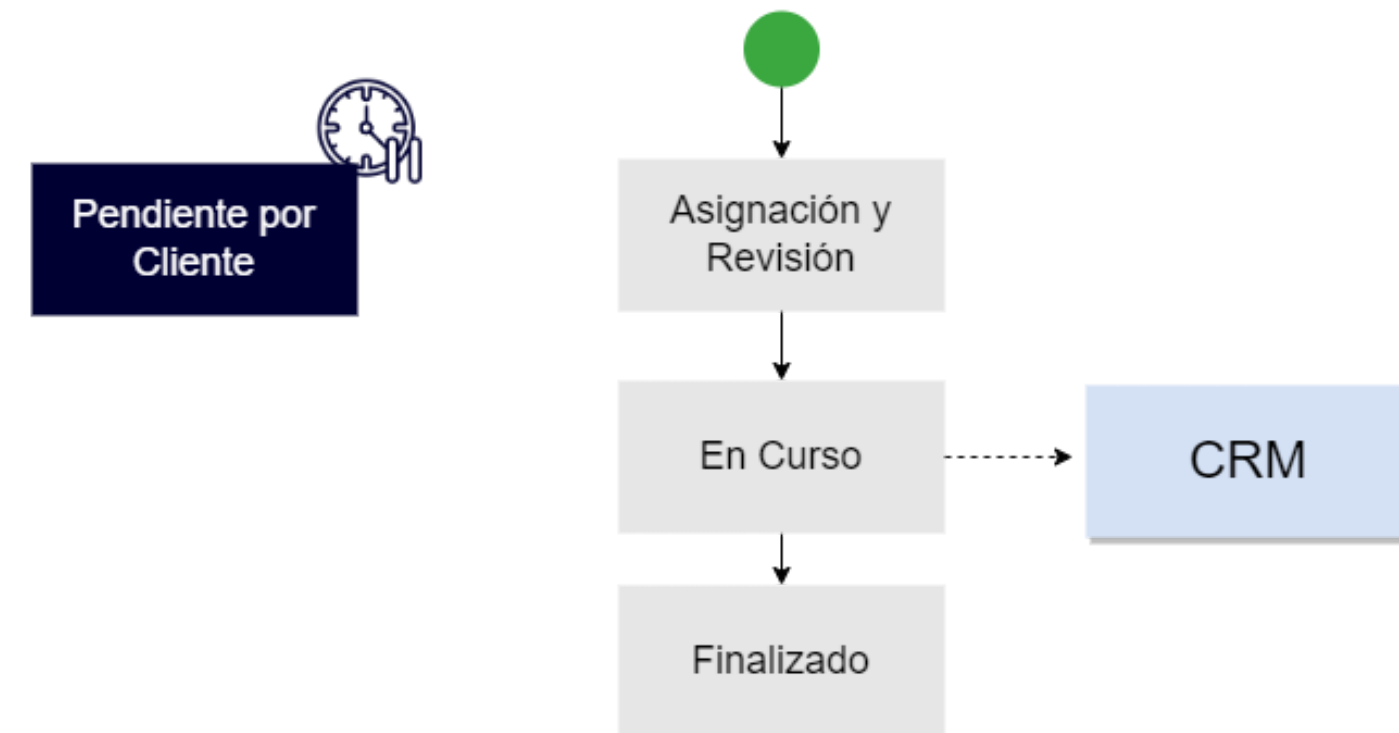 Pendiente por
Cliente
Asignación y
Revisión
En Curso
CRM
Finalizado